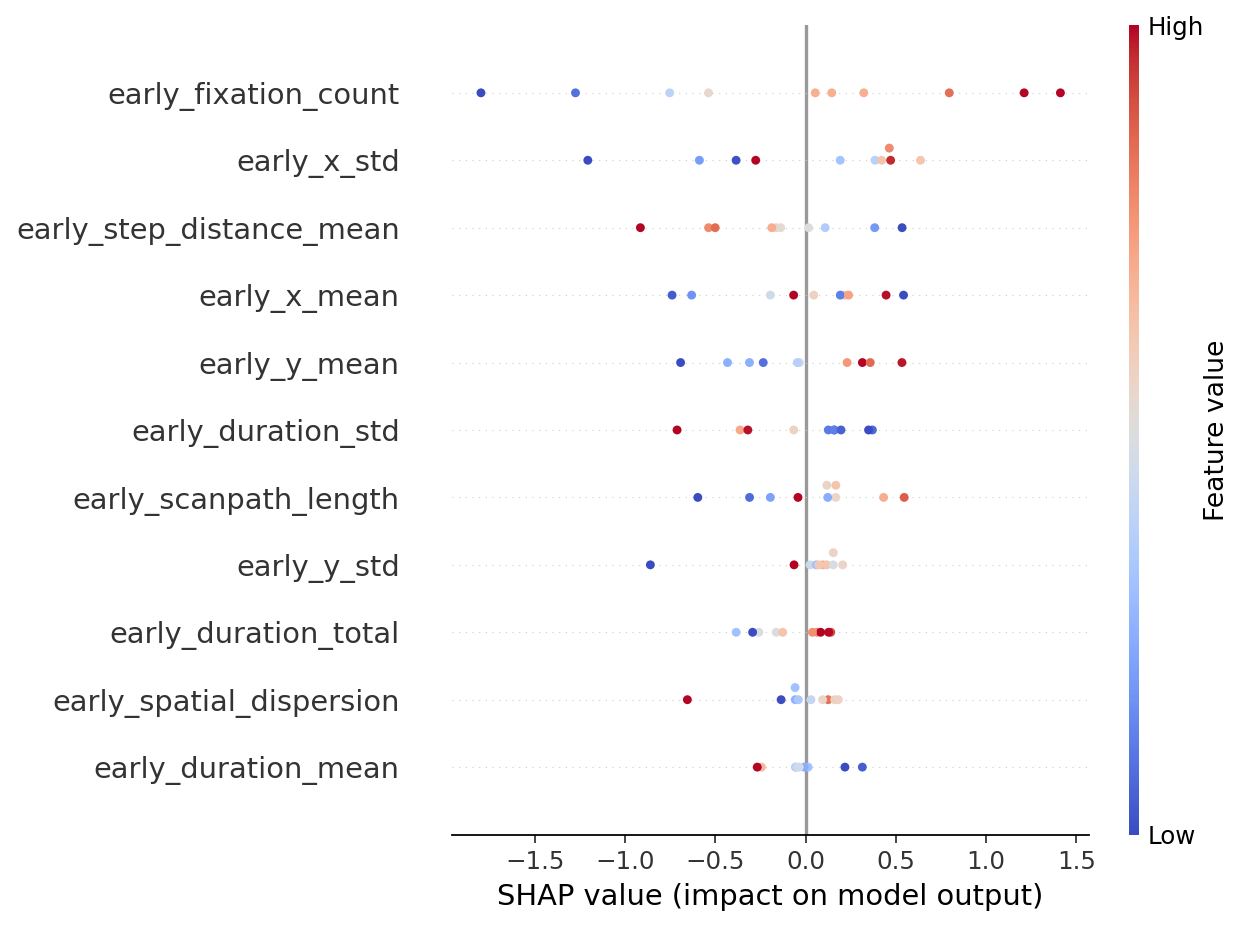 High
early_fixation_count
early_x_std
early_step_distance_mean
early_x_mean
early_y_mean
early_duration_std
early_scanpath_length
early_y_std
early_duration_total
early_spatial_dispersion
early_duration_mean
Feature value
Low
−1.5 −1.0 −0.5 0.0 0.5 1.0 1.5
SHAP value (impact on model output)